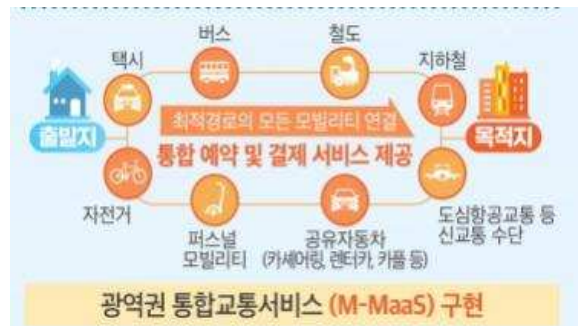 버스
철도
택시
지하철
출발지
최적경로의 모든 모빌리티 연결
목적지
통합 예약 및 결제 서비스 제공
자전거
퍼스널
모빌리티
공유자동차
(카셰어링, 렌터카, 카풀 등)
도심항공교통 등
신교통 수단
광역권 통합교통서비스 (M-MaaS) 구현